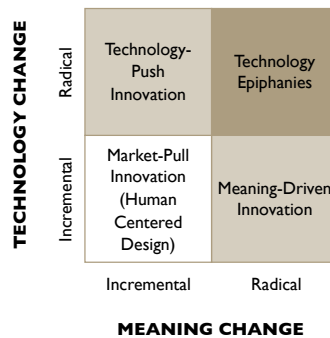 TECHNOLOGY CHANGE
Radical
Technology-
Push
Innovation
Technology
Epiphanies
Incremental
Market-Pull
Innovation
(Human
Centered
Design)
Meaning-Driven
Innovation
Incremental
Radical
MEANING CHANGE